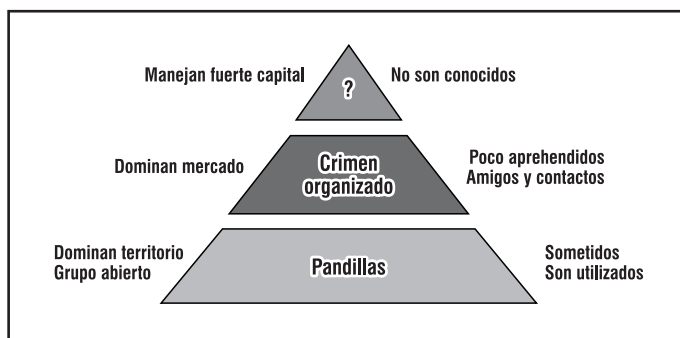 Manejan fuerte capital
?
No son conocidos
Dominan mercado
Crimen
organizado
Poco aprehendidos
Amigos y contactos
Dominan territorio
Grupo abierto
Pandillas
Sometidos
Son utilizados